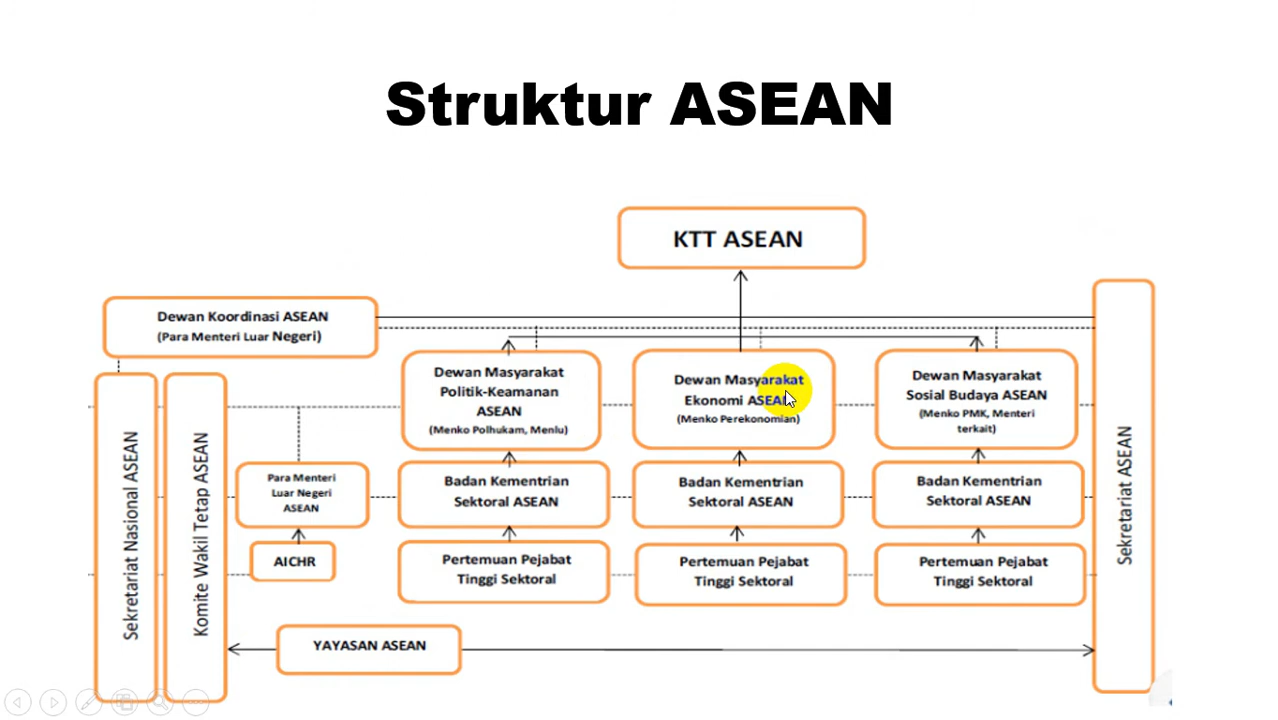 Struktur ASEAN
KTT ASEAN
Dewan Koordinasi ASEAN
(Para Menteri Luar Negeri)
Dewan Masyarakat
Politik-Keamanan
ASEAN
(Menko Polhukam, Menlu)
Dewan Masyarakat
Ekonomi ASEAN
(Menko Perekonomian)
Dewan Masyarakat
Sosial Budaya ASEAN
(Menko PMK, Menteri
terkait)
Sekretariat Nasional ASEAN
Komite Wakil Tetap ASEAN
Para Menteri
Luar Negeri
ASEAN
AICHR
Badan Kementrian
Sektoral ASEAN
Badan Kementrian
Sektoral ASEAN
Badan Kementrian
Sektoral ASEAN
Pertemuan Pejabat
Tinggi Sektoral
Pertemuan Pejabat
Tinggi Sektoral
Pertemuan Pejabat
Tinggi Sektoral
YAYASAN ASEAN
Sekretariat ASEAN